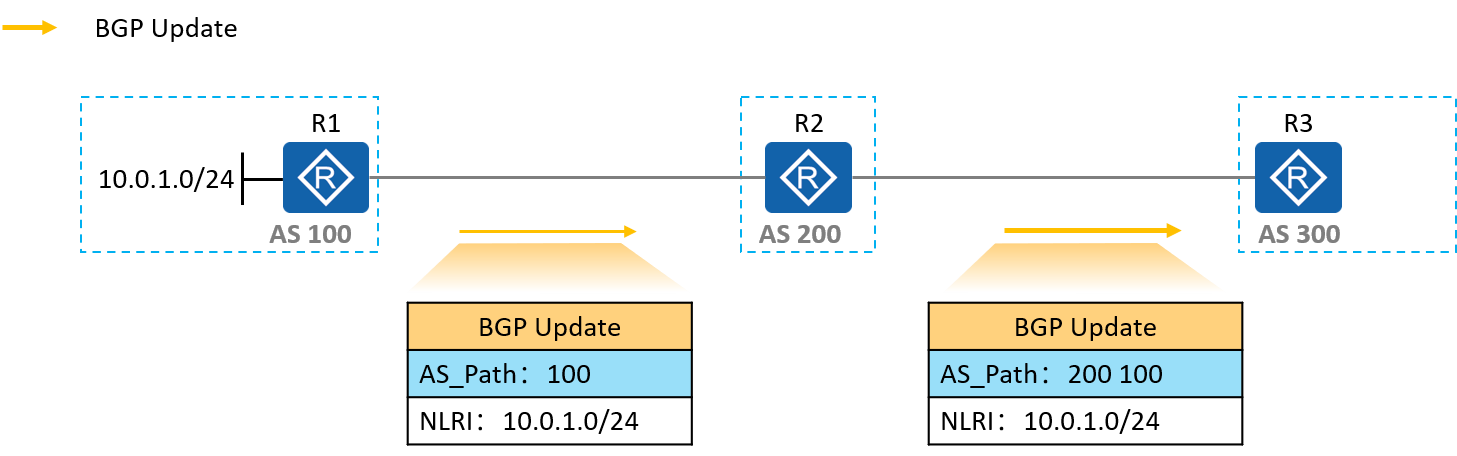 BGP Update
R1
R2
R3
10.0.1.0/24
R
R
R
AS 100
AS 200
AS 300
BGP Update
AS_Path：100
NLRI：10.0.1.0/24
BGP Update
AS_Path：200 100
NLRI：10.0.1.0/24